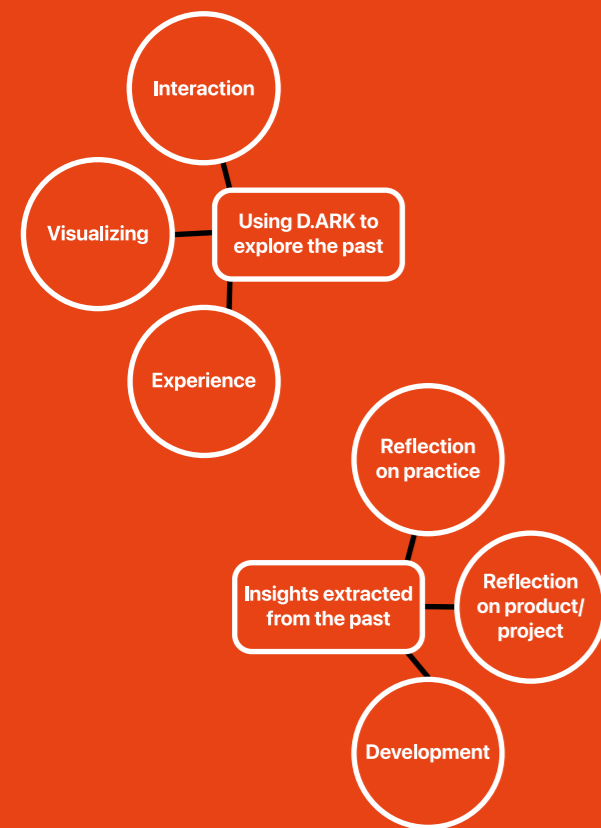 Interaction
Visualizing
Using D.ARK to
explore the past
Experience
Reflection
on practice
Insights extracted
from the past
Reflection
on product/
project
Development